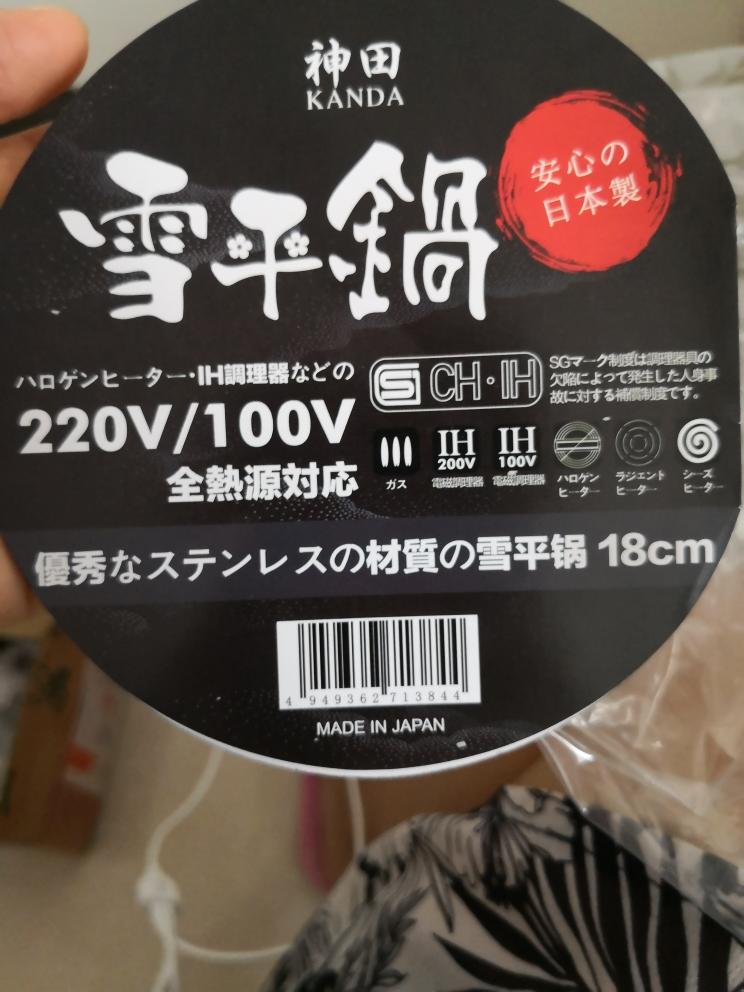 神田
KANDA
安心の
日本製
雪平鍋
ハロゲンヒーター・IH調理器などの
220V/100V
全熱源対応
S CH・IH
SGマーク制度は調理器具の
欠陥によって発生した人身事
故に対する補償制度です。
ガス
IH
200V
電磁調理器
IH
100V
電磁調理器
ハロゲン
ヒーター
ラジエント
ヒーター
シーズ
ヒーター
優秀なステンレスの材質の雪平锅 18cm
4 949362 713844
MADE IN JAPAN